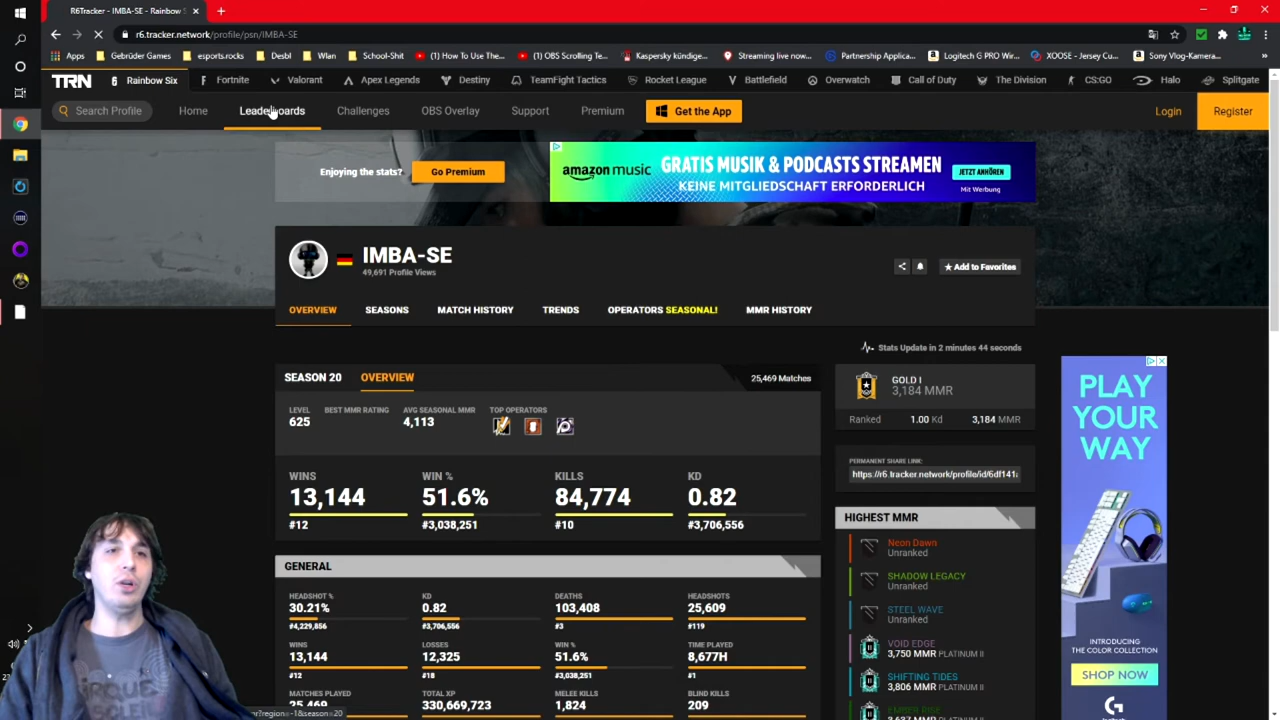 R6Tracker - IMBA-SE - Rainbow S
r6.tracker.network/profile/psn/IMBA-SE
Apps Gebrüder Games esports.rocks Desbl Wlan School-Shit (1) How To Use The... (1) OBS Scrolling Te... Kaspersky kündige... Streaming live now... Partnership Applica... Logitech G PRO Wir... XOOSE - Jersey Cu... Sony Vlog-Kamera...
TRN Rainbow Six Fortnite Valorant Apex Legends Destiny TeamFight Tactics Rocket League Battlefield Overwatch Call of Duty The Division CS:GO Halo Splitgate
Search Profile Home Leaderboards Challenges OBS Overlay Support Premium Get the App Login Register
Enjoying the stats? Go Premium
amazon music GRATIS MUSIK & PODCASTS STREAMEN
KEINE MITGLIEDSCHAFT ERFORDERLICH
JETZT ANHÖREN
Mit Werbung
IMBA-SE
49,691 Profile Views
Add to Favorites
OVERVIEW SEASONS MATCH HISTORY TRENDS OPERATORS SEASONAL! MMR HISTORY
Stats Update in 2 minutes 44 seconds
SEASON 20 OVERVIEW 25,469 Matches
LEVEL BEST MMR RATING AVG SEASONAL MMR TOP OPERATORS
625 4,113
WINS WIN % KILLS KD
13,144 51.6% 84,774 0.82
#12 #3,038,251 #10 #3,706,556
GENERAL
HEADSHOT % KD DEATHS HEADSHOTS
30.21% 0.82 103,408 25,609
#4,229,856 #3,706,556 #3 #119
WINS LOSSES WIN % TIME PLAYED
13,144 12,325 51.6% 8,677H
#12 #18 #3,038,251 #1
MATCHES PLAYED TOTAL XP MELEE KILLS BLIND KILLS
25,469 330,669,723 1,824 209
GOLD I
3,184 MMR
Ranked 1.00 Kd 3,184 MMR
PERMANENT SHARE LINK:
https://r6.tracker.network/profile/id/6df141
HIGHEST MMR
Neon Dawn
Unranked
SHADOW LEGACY
Unranked
STEEL WAVE
Unranked
VOID EDGE
3,750 MMR PLATINUM II
SHIFTING TIDES
3,806 MMR PLATINUM II
EMBER RISE
3,637 MMR PLATINUM II
PLAY
YOUR
WAY
INTRODUCING
THE COLOR COLLECTION
SHOP NOW